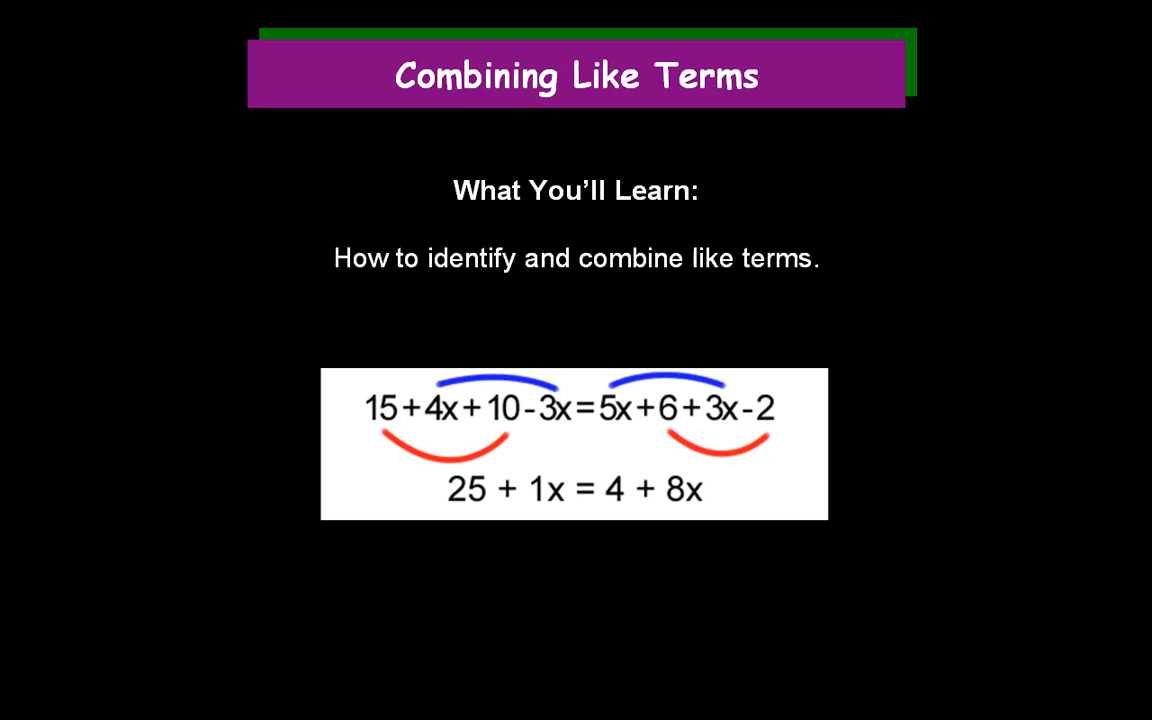 Combining Like Terms
What You’ll Learn:
How to identify and combine like terms.
15+4x+10-3x=5x+6+3x-2
25 + 1x = 4 + 8x